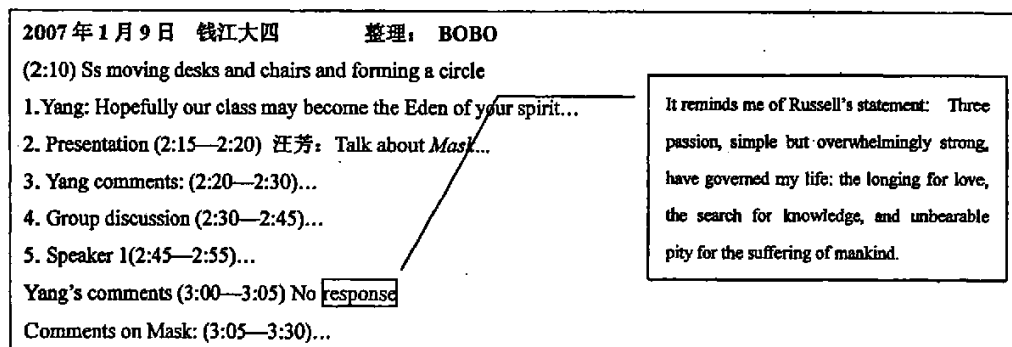 2007年1月9日 钱江大四 整理： BOBO
(2:10) Ss moving desks and chairs and forming a circle
1.Yang: Hopefully our class may become the Eden of your spirit…
2. Presentation (2:15—2:20) 汪芳： Talk about Mask...
3. Yang comments: (2:20—2:30)…
4. Group discussion (2:30—2:45)…
5. Speaker 1(2:45—2:55)…
Yang's comments (3:00—3:05) No response
Comments on Mask: (3:05—3:30)…
It reminds me of Russell's statement: Three
passion, simple but overwhelmingly strong,
have governed my life: the longing for love,
the search for knowledge, and unbearable
pity for the suffering of mankind.